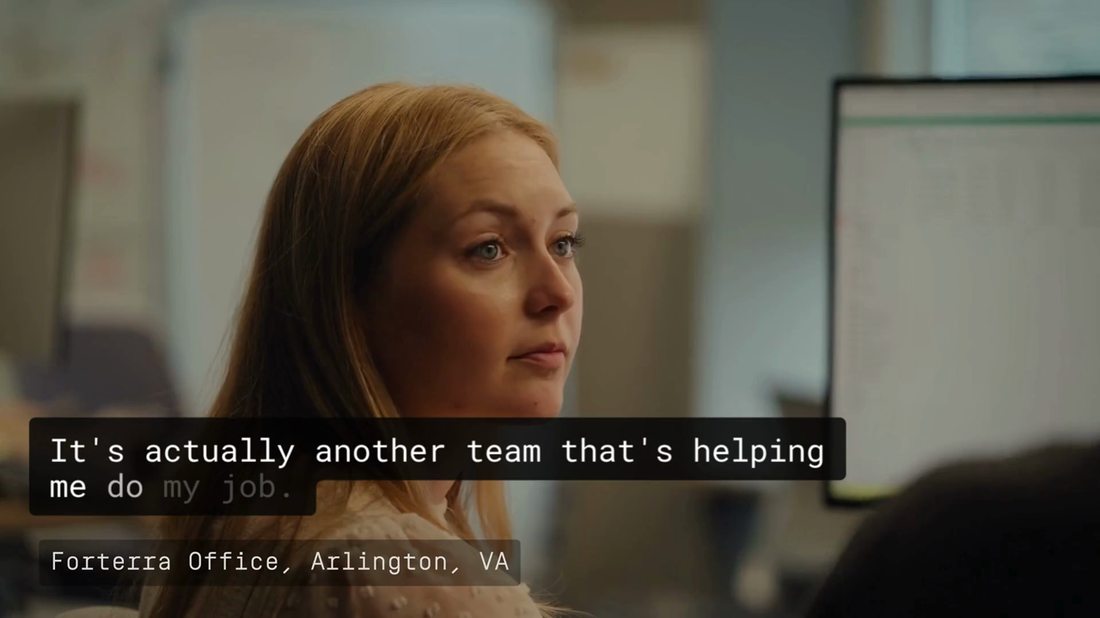 It's actually another team that's helping
me do my job.
Forterra Office, Arlington, VA